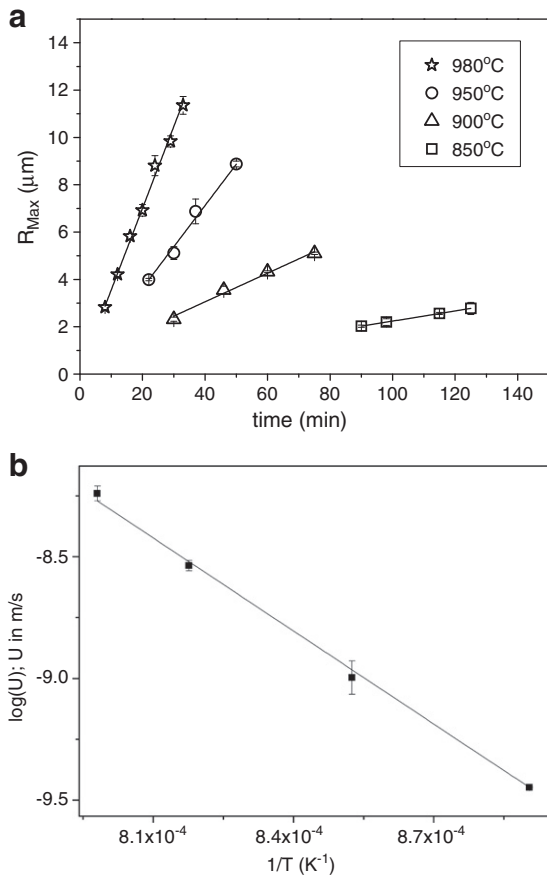 a
14
12
10
8
6
4
2
0
R_Max (μm)
980°C
950°C
900°C
850°C
0 20 40 60 80 100 120 140
time (min)
b
-8.5
-9.0
-9.5
log(U); U in m/s
8.1x10⁻⁴ 8.4x10⁻⁴ 8.7x10⁻⁴
1/T (K⁻¹)